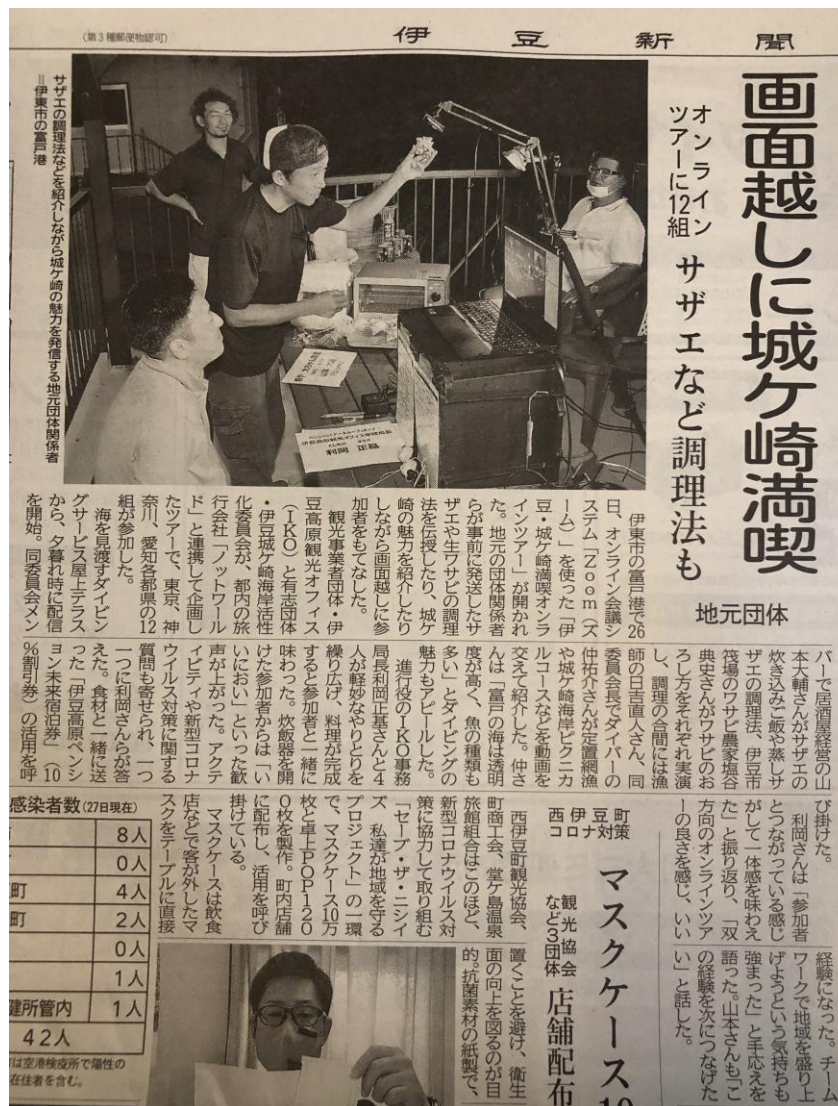 (第3種郵便物認可)
伊豆新聞
画面越しに城ケ崎満喫
オンライン
ツアーに12組
サザエなど調理法も
地元団体
サザエの調理法などを紹介しながら城ケ崎の魅力を発信する地元団体関係者
＝伊東市の富戸港
利岡 正基
伊東市の富戸港で26
日、オンライン会議シ
ステム「Zoom（ズ
ーム）」を使った「伊
豆・城ケ崎満喫オンラ
インツアー」が開かれ
た。地元の団体関係者
らが事前に発送したサ
ザエや生ワサビの調理
法を伝授したり、城ケ
崎の魅力を紹介したり
しながら画面越しに参
加者をもてなした。
観光事業者団体・伊
豆高原観光オフィス
（IKO）と有志団体
・伊豆城ケ崎海岸活性
化委員会が、都内の旅
行会社「ノットワール
ド」と連携して企画し
たツアーで、東京、神
奈川、愛知各都県の12
組が参加した。
海を見渡すダイビン
グサービス屋上テラス
から、夕暮れ時に配信
を開始。同委員会メン
バーで居酒屋経営の山
本大輔さんがサザエの
炊き込みご飯や蒸しサ
ザエの調理法、伊豆市
筏場のワサビ農家塩谷
典史さんがワサビのお
ろし方をそれぞれ実演
し、調理の合間には漁
師の日吉直人さん、同
委員会長でダイバーの
仲祐介さんが定置網漁
や城ケ崎海岸ピクニカ
ルコースなどを動画を
交えて紹介した。仲さ
んは「富戸の海は透明
度が高く、魚の種類も
多い」とダイビングの
魅力もアピールした。
進行役のIKO事務
局長利岡正基さんと4
人が軽妙なやりとりを
繰り広げ、料理が完成
すると参加者と一緒に
味わった。炊飯器を開
けた参加者からは「い
いにおい」といった歓
声が上がった。アクテ
ィビティや新型コロナ
ウイルス対策に関する
質問も寄せられ、一つ
一つに利岡さんらが答
えた。食材と一緒に送
った「伊豆高原ペンシ
ョン未来宿泊券」（10
％割引券）の活用を呼
び掛けた。
利岡さんは「参加者
とつながっている感じ
がして一体感を味わえ
た」と振り返り、「双
方向のオンラインツア
ーの良さを感じ、いい
経験になった。チーム
ワークで地域を盛り上
げようという気持ちも
強まった」と手応えを
語った。山本さんも「こ
の経験を次につなげた
い」と話した。
西伊豆町
コロナ対策
マスクケース10
観光協会
など3団体
店舗配布
西伊豆町観光協会、
町商工会、堂ケ島温泉
旅館組合はこのほど、
新型コロナウイルス対
策に協力して取り組む
「セーブ・ザ・ニシイ
ズ 私達が地域を守る
プロジェクト」の一環
で、マスクケース10万
枚と卓上POP120
0枚を製作。町内店舗
に配布し、活用を呼び
掛けている。
マスクケースは飲食
店などで客が外したマ
スクをテーブルに直接
置くことを避け、衛生
面の向上を図るのが目
的。抗菌素材の紙製で、
感染者数(27日現在)
8人
0人
町 4人
町 2人
0人
1人
健所管内 1人
42人
は空港検疫所で陽性の
在住者を含む。